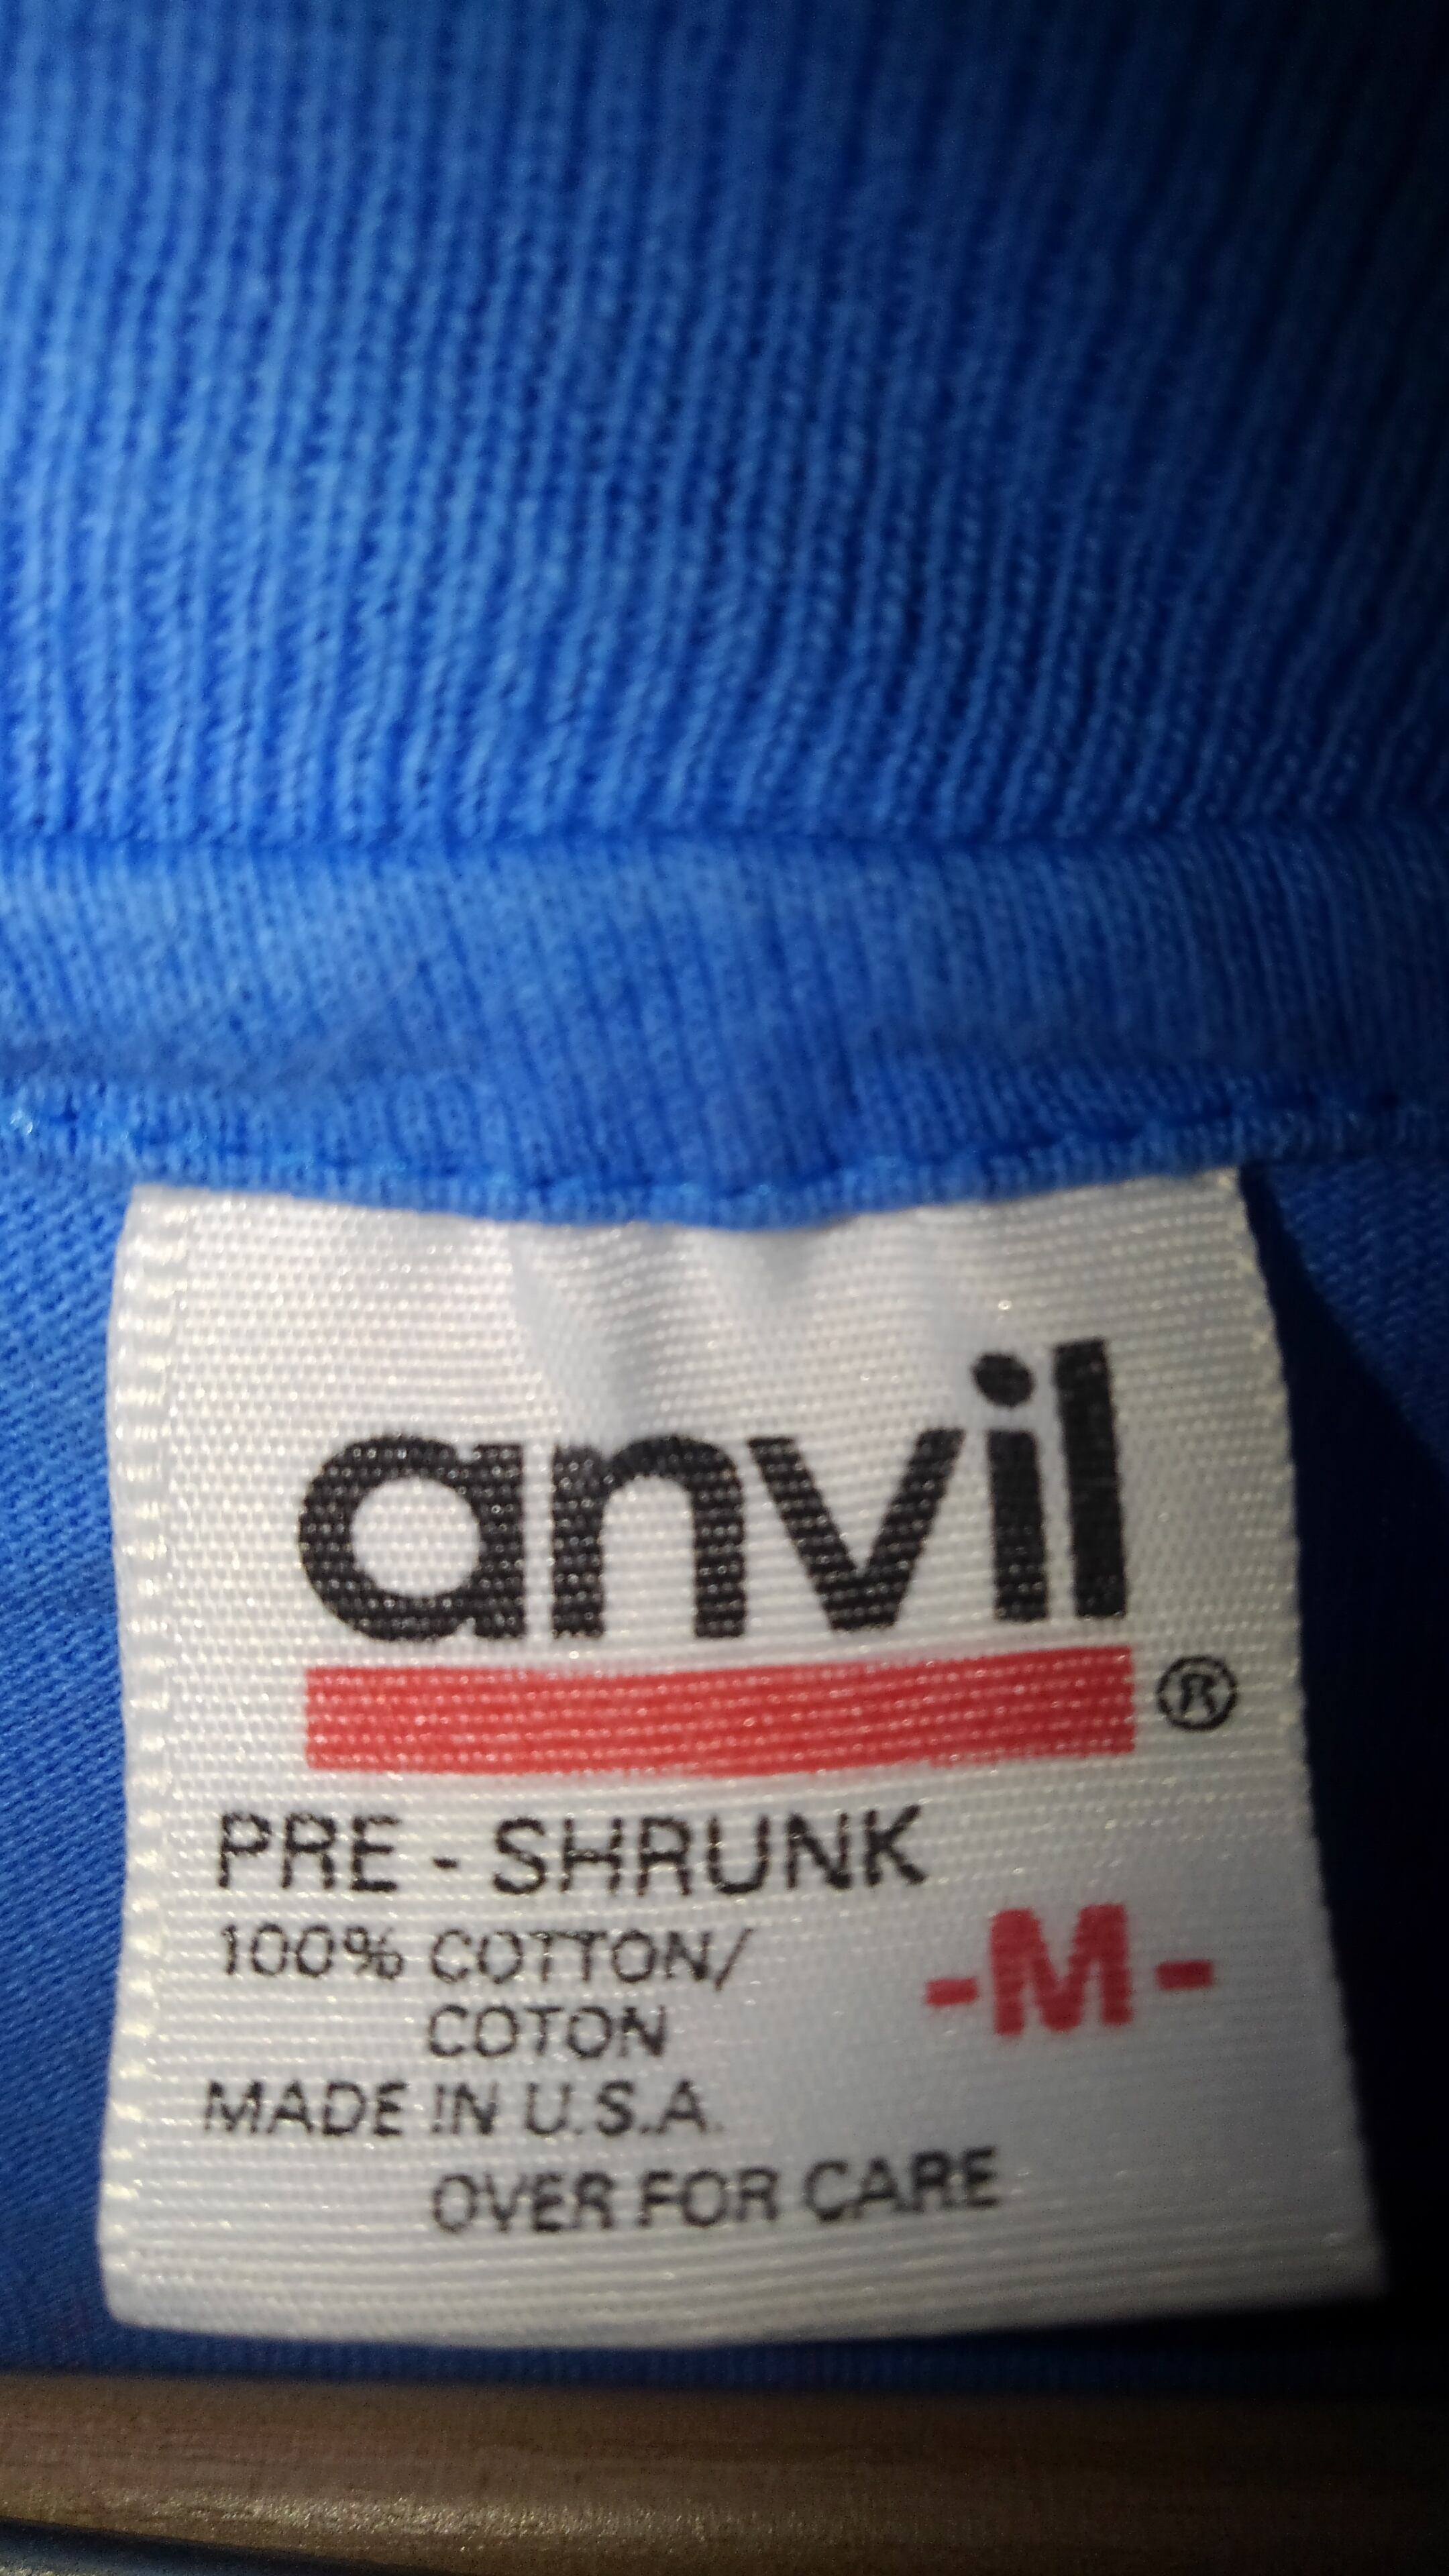 anvil
®
PRE - SHRUNK
100% COTTON/
COTON
-M-
MADE IN U.S.A.
OVER FOR CARE